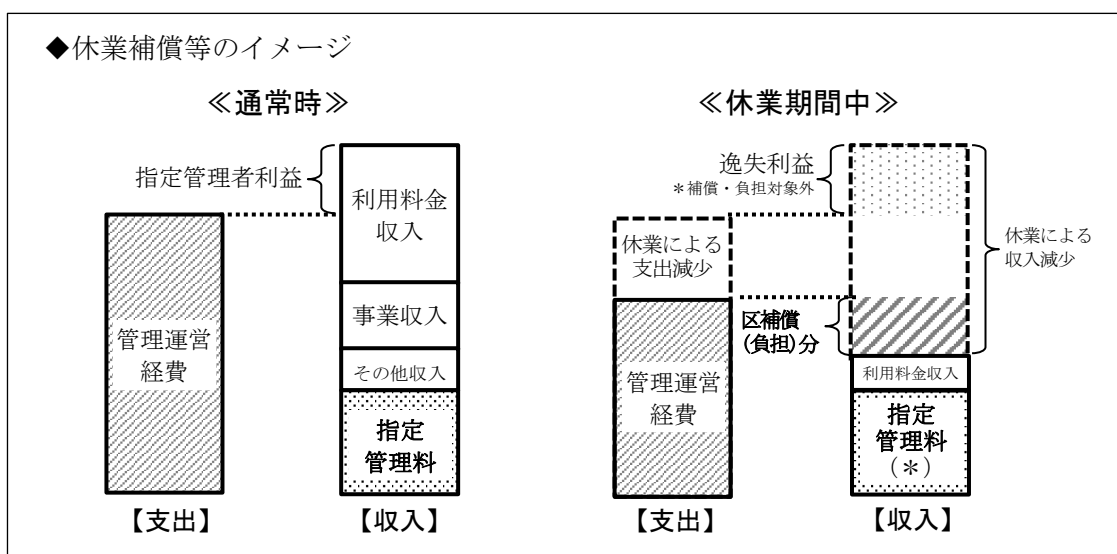 ◆休業補償等のイメージ
≪通常時≫
指定管理者利益
管理運営
経費
利用料金
収入
事業収入
その他収入
指定
管理料
【支出】
【収入】
≪休業期間中≫
逸失利益
＊補償・負担対象外
休業による
支出減少
休業による
収入減少
区補償
(負担)分
管理運営
経費
利用料金収入
指定
管理料
(＊)
【支出】
【収入】